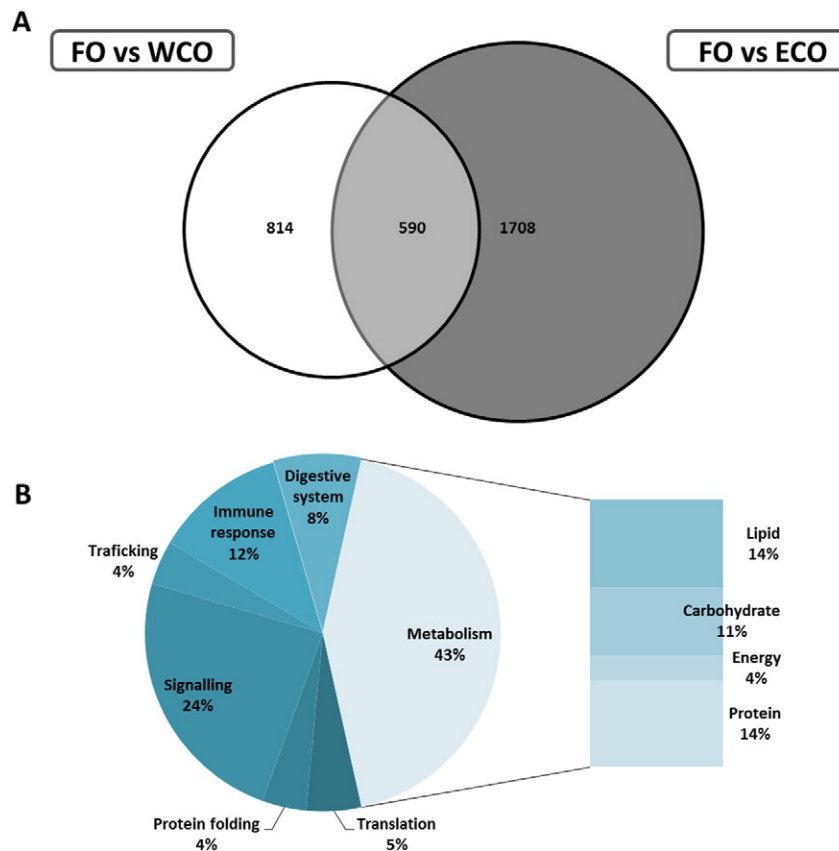 A
FO vs WCO
FO vs ECO
814
590
1708
B
Digestive
system
8%
Immune
response
12%
Traficking
4%
Metabolism
43%
Signalling
24%
Protein folding
4%
Translation
5%
Lipid
14%
Carbohydrate
11%
Energy
4%
Protein
14%